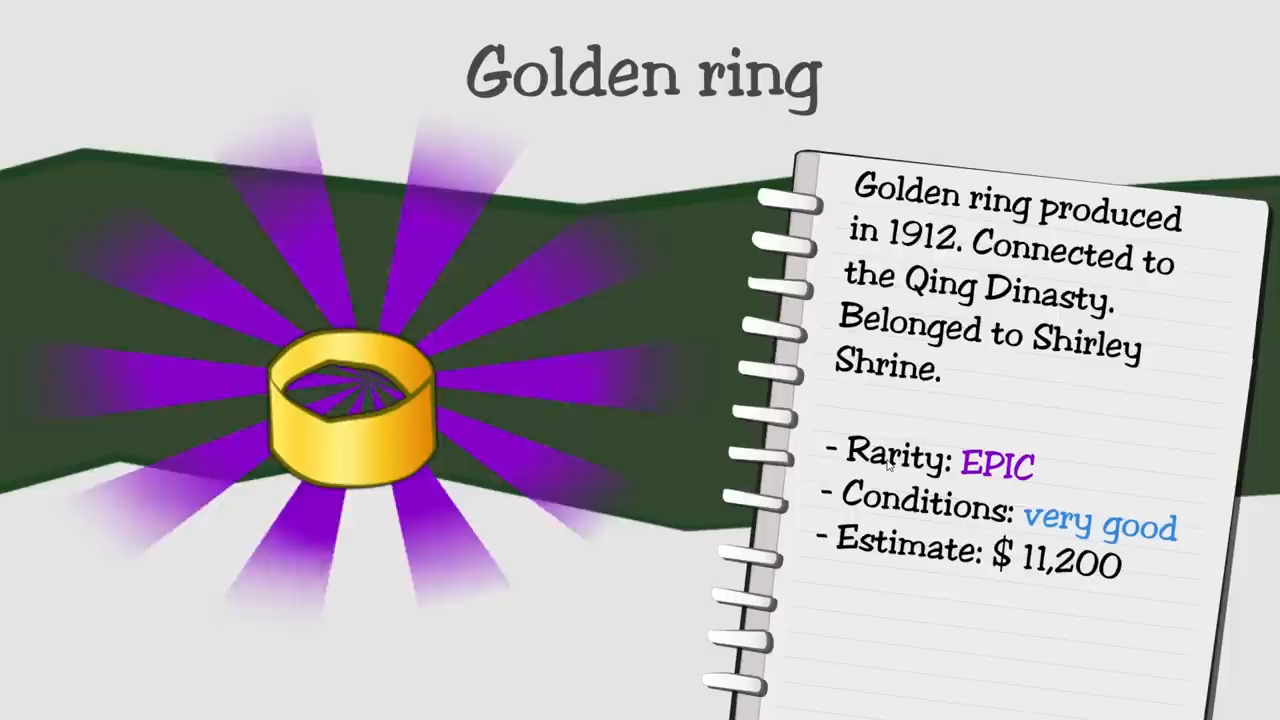 Golden ring
Golden ring produced
in 1912. Connected to
the Qing Dinasty.
Belonged to Shirley
Shrine.
- Rarity: EPIC
- Conditions: very good
- Estimate: $ 11,200